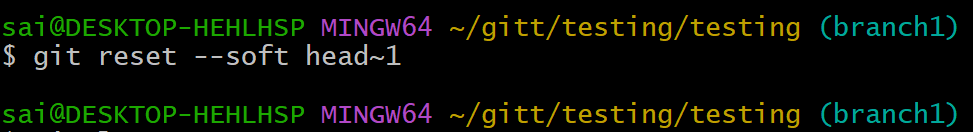 sai@DESKTOP-HEHLHSP MINGW64 ~/gitt/testing/testing (branch1)
$ git reset --soft head~1
sai@DESKTOP-HEHLHSP MINGW64 ~/gitt/testing/testing (branch1)